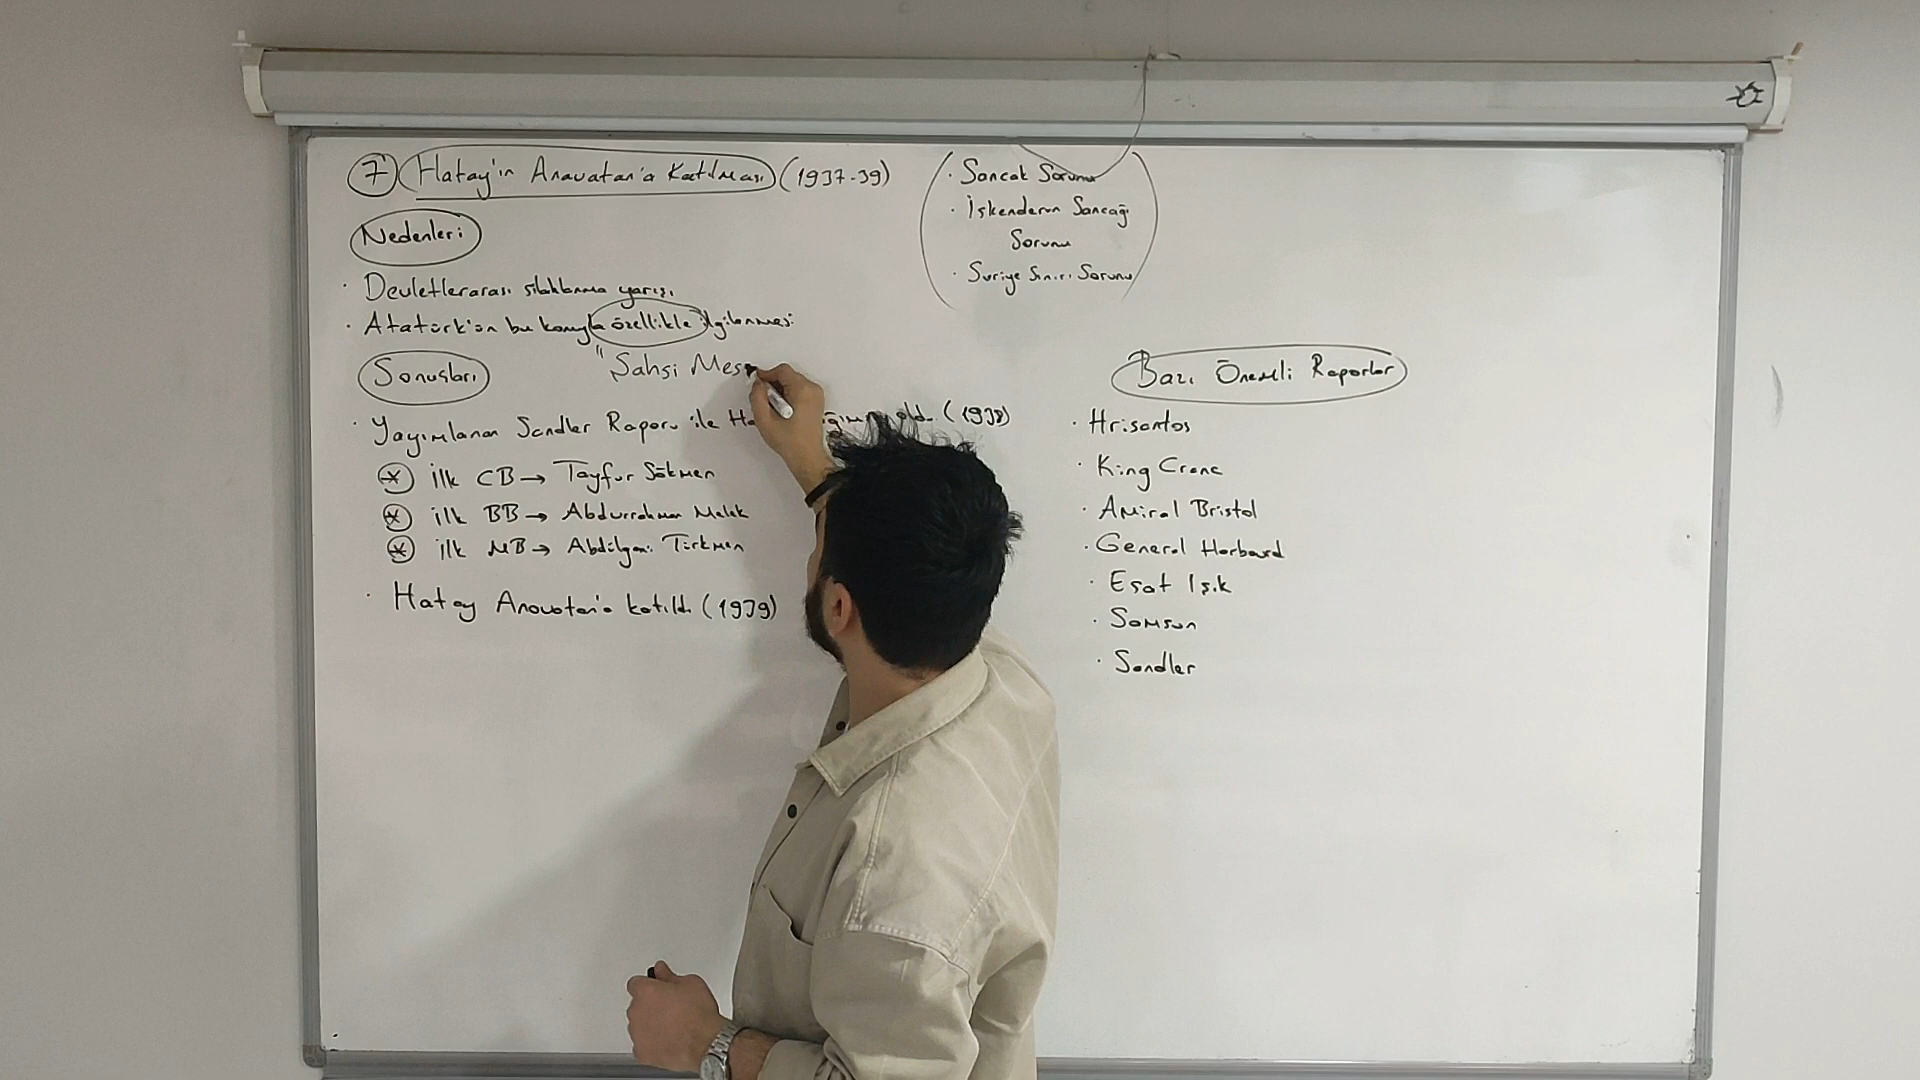 7 Hatay'ın Anavatan'a Katılması (1937-39)
Nedenleri
· Devletlerarası silahlanma yarışı
· Atatürk'ün bu konuyla özellikle ilgilenmesi
"Şahsi Mes
Sonuçları
· Yayımlanan Sandler Raporu ile Ha oldu (1938)
* ilk CB → Tayfur Sökmen
* ilk BB → Abdurrahman Melek
* ilk MB → Abdülgani Türkmen
· Hatay Anavatan'a katıldı (1939)
· Sancak Sorunu
· İskenderun Sancağı
Sorunu
· Suriye Sınırı Sorunu
Bazı Önemli Raporlar
· Hrisantos
· King Crane
· Amiral Bristol
· General Harbord
· Esat Işık
· Samsun
· Sandler